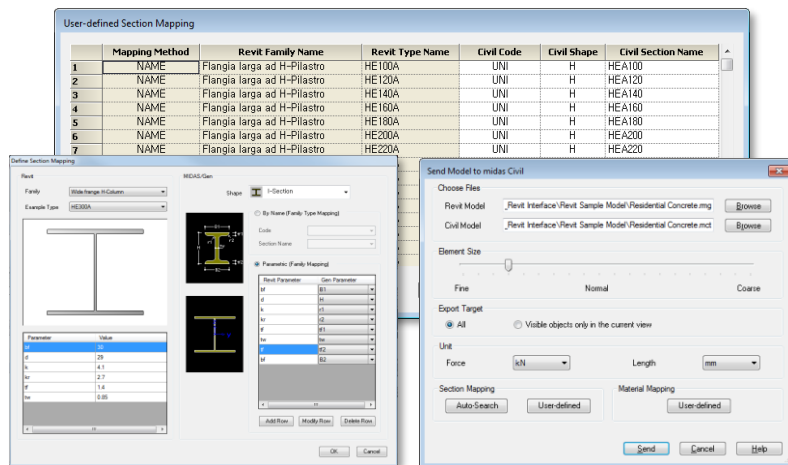 User-defined Section Mapping
Mapping Method Revit Family Name Revit Type Name Civil Code Civil Shape Civil Section Name
1 NAME Flangia larga ad H-Pilastro HE100A UNI H HEA100
2 NAME Flangia larga ad H-Pilastro HE120A UNI H HEA120
3 NAME Flangia larga ad H-Pilastro HE140A UNI H HEA140
4 NAME Flangia larga ad H-Pilastro HE160A UNI H HEA160
5 NAME Flangia larga ad H-Pilastro HE180A UNI H HEA180
6 NAME Flangia larga ad H-Pilastro HE200A UNI H HEA200
7 NAME Flangia larga ad H-Pilastro HE220A UNI H HEA220
Define Section Mapping
Revit
Family Wide flange H-Column
Example Type HE300A
Parameter Value
bf 30
d 29
k 4.1
kr 2.7
tf 1.4
tw 0.85
MIDAS/Gen
Shape I-Section
By Name (Family Type Mapping)
Code
Section Name
Parametric (Family Mapping)
Revit Parameter Gen Parameter
bf B1
d H
k r1
kr r2
tf tf1
tw tw
tf tf2
bf B2
Add Row Modify Row Delete Row
OK Cancel
Send Model to midas Civil
Choose Files
Revit Model _Revit Interface\Revit Sample Model\Residential Concrete.rmg Browse
Civil Model _Revit Interface\Revit Sample Model\Residential Concrete.mct Browse
Element Size
Fine Normal Coarse
Export Target
All Visible objects only in the current view
Unit
Force kN Length mm
Section Mapping Material Mapping
Auto-Search User-defined User-defined
Send Cancel Help